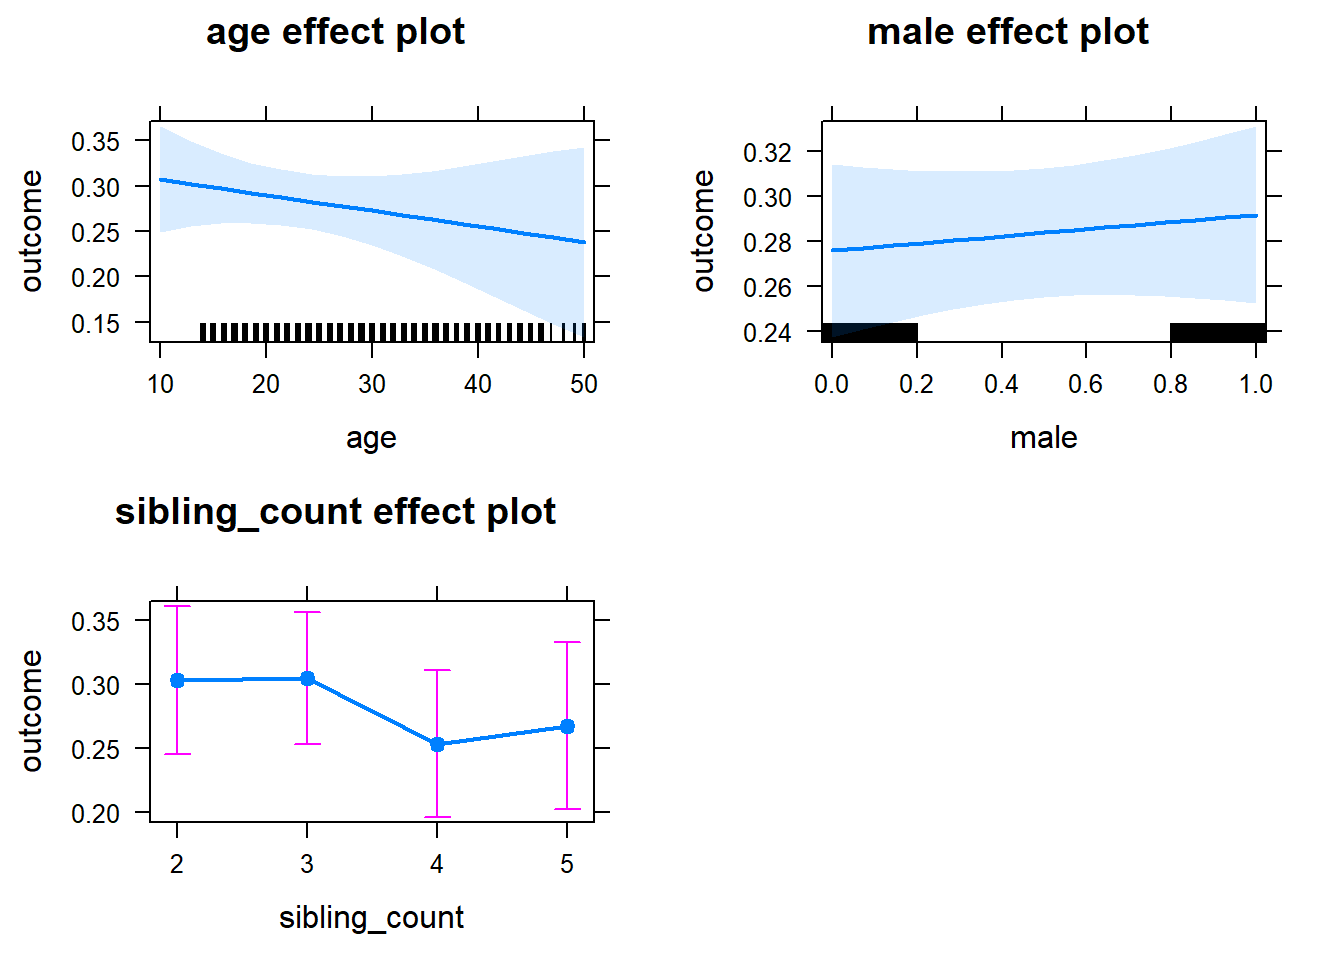 age effect plot
outcome
0.35
0.30
0.25
0.20
0.15
10 20 30 40 50
age
male effect plot
outcome
0.32
0.30
0.28
0.26
0.24
0.0 0.2 0.4 0.6 0.8 1.0
male
sibling_count effect plot
outcome
0.35
0.30
0.25
0.20
2 3 4 5
sibling_count